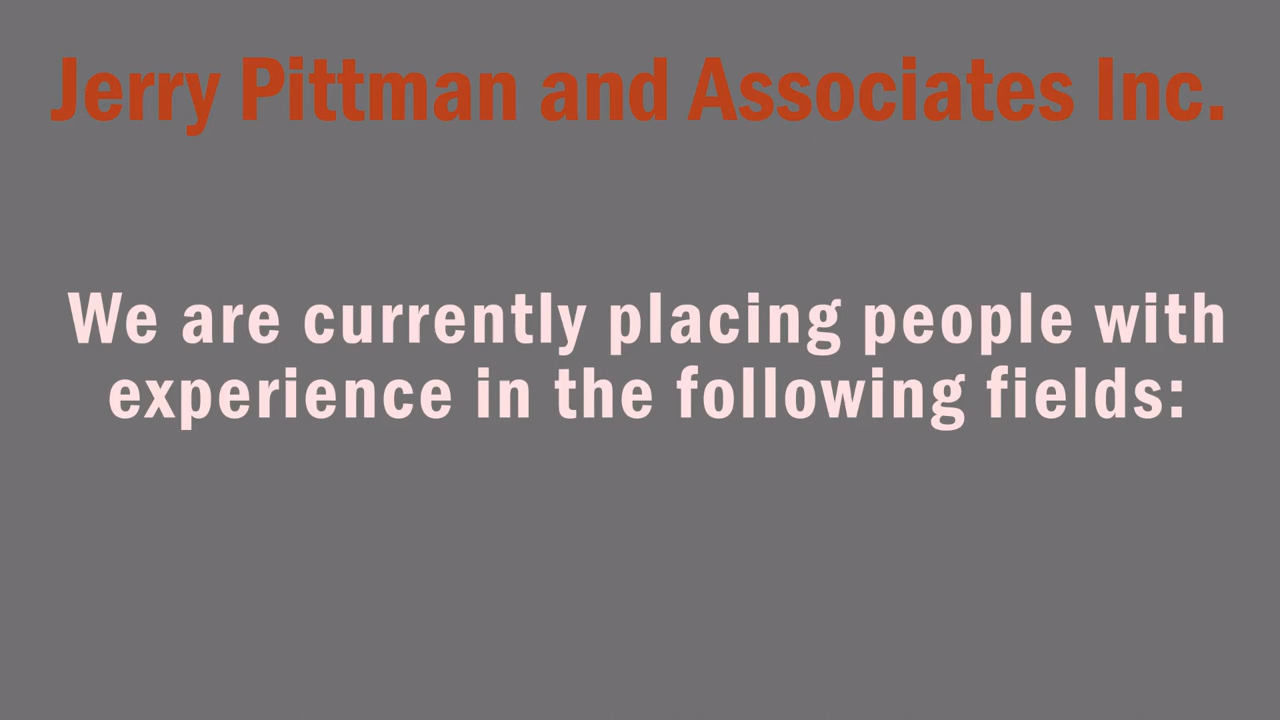 Jerry Pittman and Associates Inc.
We are currently placing people with
experience in the following fields: